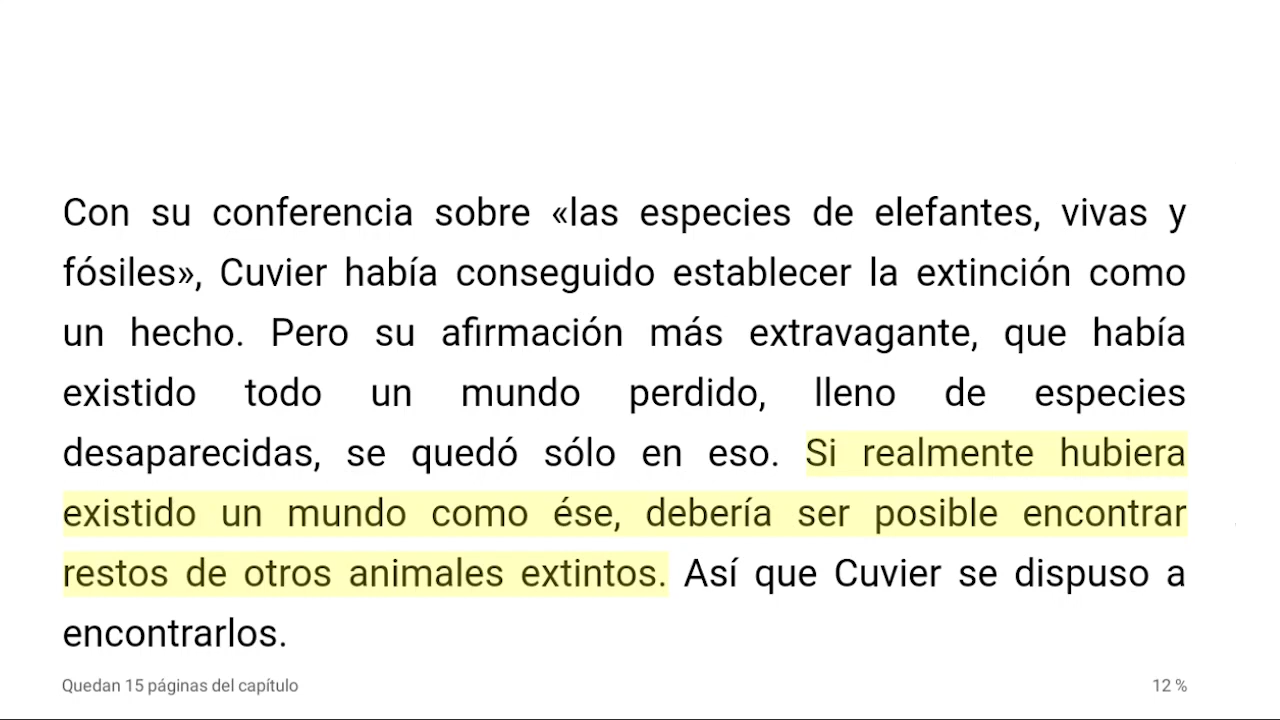 Con su conferencia sobre «las especies de elefantes, vivas y
fósiles», Cuvier había conseguido establecer la extinción como
un hecho. Pero su afirmación más extravagante, que había
existido todo un mundo perdido, lleno de especies
desaparecidas, se quedó sólo en eso. Si realmente hubiera
existido un mundo como ése, debería ser posible encontrar
restos de otros animales extintos. Así que Cuvier se dispuso a
encontrarlos.
Quedan 15 páginas del capítulo 12 %